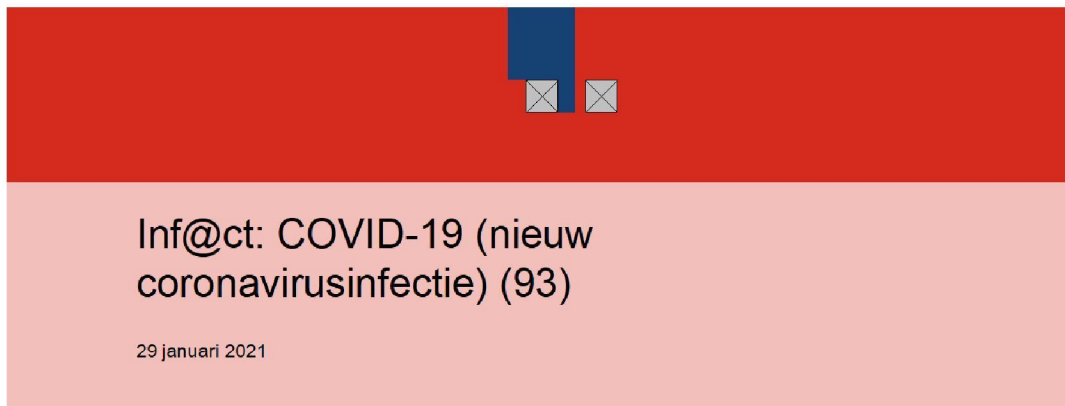 Inf@ct: COVID-19 (nieuw
coronavirusinfectie) (93)
29 januari 2021